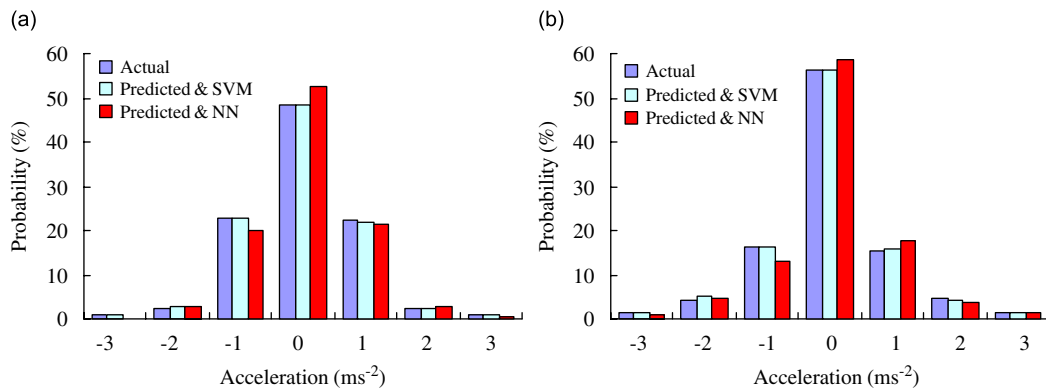 (a)
60
50
40
30
20
10
0
Probability (%)
Actual
Predicted & SVM
Predicted & NN
-3 -2 -1 0 1 2 3
Acceleration (ms-2)
(b)
60
50
40
30
20
10
0
Probability (%)
Actual
Predicted & SVM
Predicted & NN
-3 -2 -1 0 1 2 3
Acceleration (ms-2)